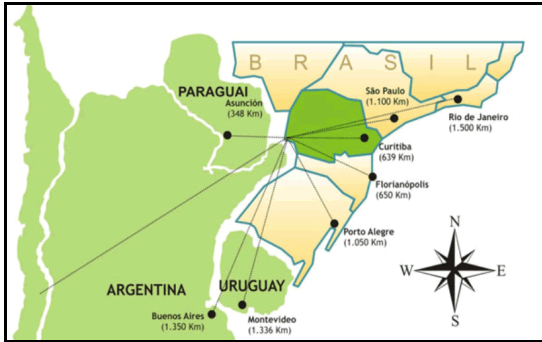 B R A S I L
PARAGUAI
Asunción
(348 Km)
São Paulo
(1.100 Km)
Rio de Janeiro
(1.500 Km)
Curitiba
(639 Km)
Florianópolis
(650 Km)
Porto Alegre
(1.050 Km)
ARGENTINA
URUGUAY
Buenos Aires
(1.350 Km)
Montevideo
(1.336 Km)
N
W
E
S